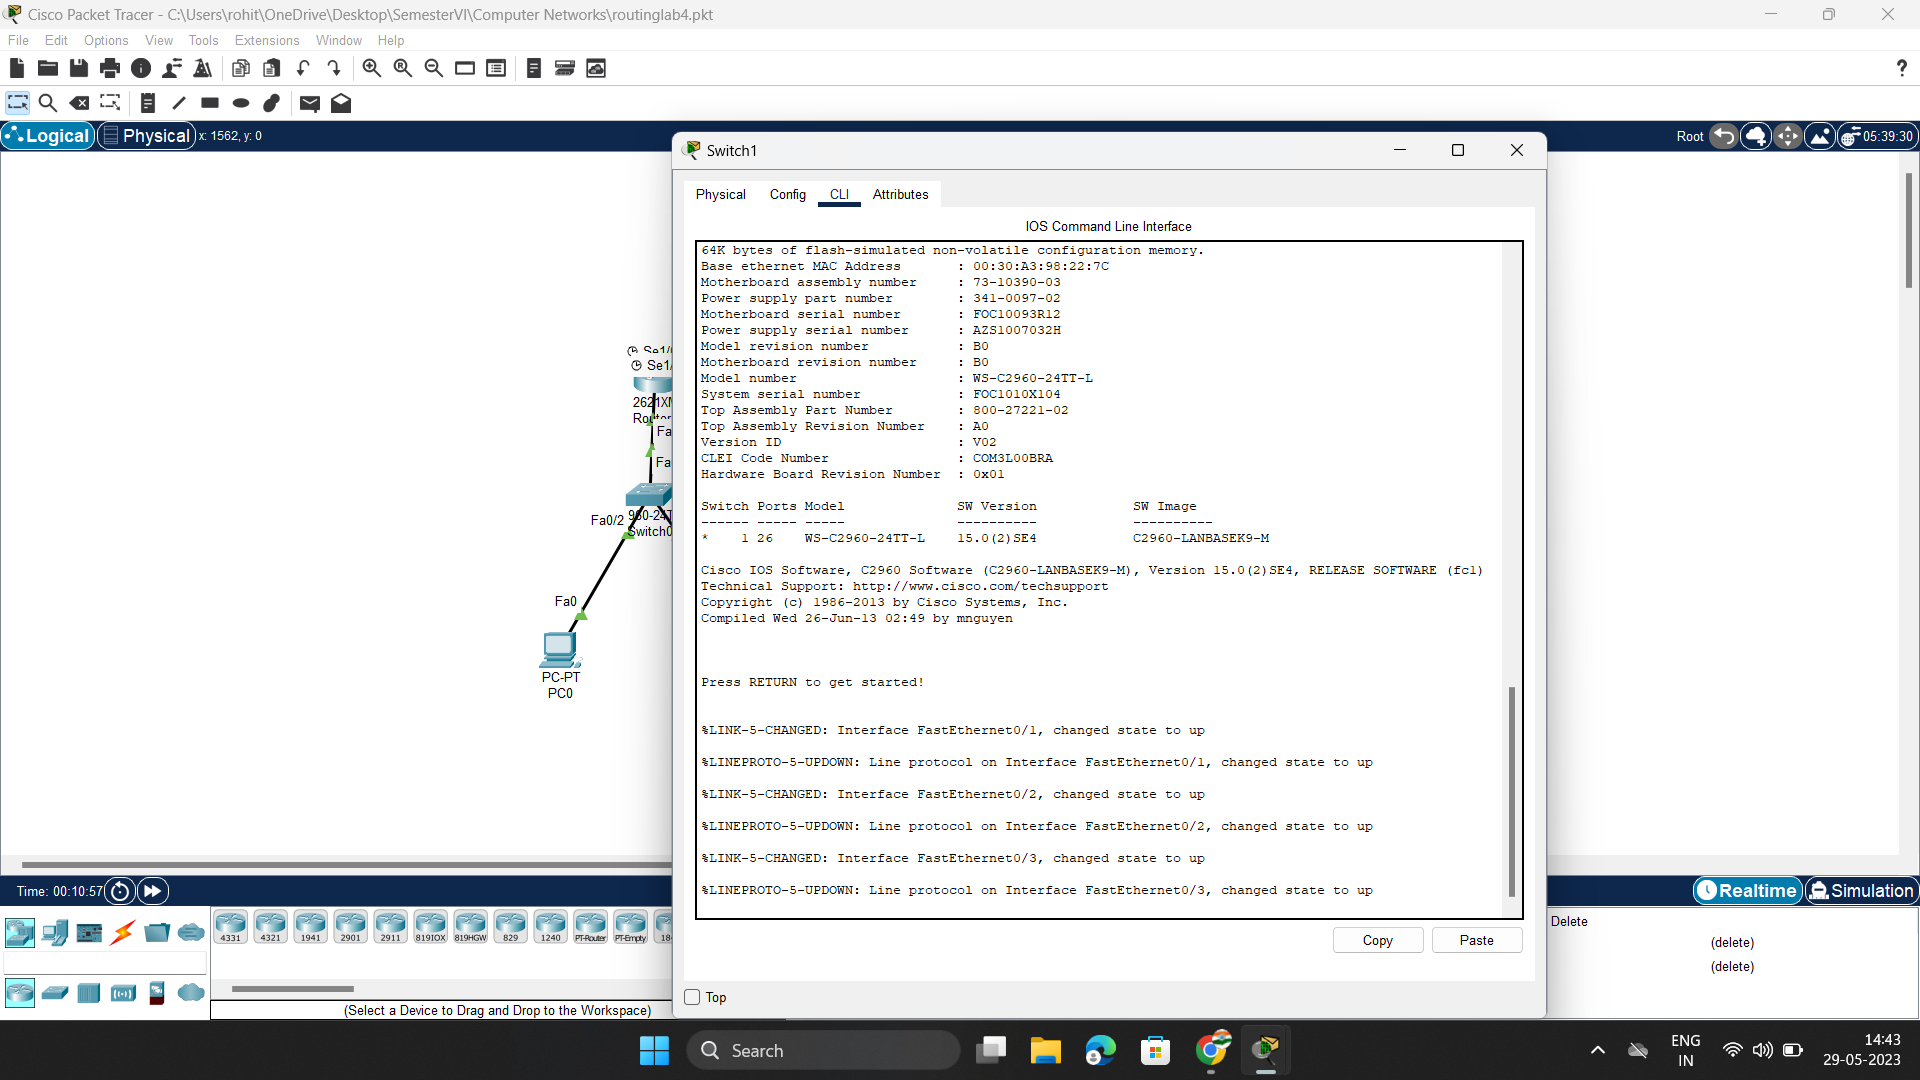 Cisco Packet Tracer - C:\Users\rohit\OneDrive\Desktop\SemesterVI\Computer Networks\routinglab4.pkt
File Edit Options View Tools Extensions Window Help
Logical Physical x: 1562, y: 0
Root 05:39:30
Switch1
Physical Config CLI Attributes
IOS Command Line Interface
64K bytes of flash-simulated non-volatile configuration memory.
Base ethernet MAC Address : 00:30:A3:98:22:7C
Motherboard assembly number : 73-10390-03
Power supply part number : 341-0097-02
Motherboard serial number : FOC10093R12
Power supply serial number : AZS1007032H
Model revision number : B0
Motherboard revision number : B0
Model number : WS-C2960-24TT-L
System serial number : FOC1010X104
Top Assembly Part Number : 800-27221-02
Top Assembly Revision Number : A0
Version ID : V02
CLEI Code Number : COM3L00BRA
Hardware Board Revision Number : 0x01
Switch Ports Model SW Version SW Image
------ ----- ----- ---------- ----------
* 1 26 WS-C2960-24TT-L 15.0(2)SE4 C2960-LANBASEK9-M
Cisco IOS Software, C2960 Software (C2960-LANBASEK9-M), Version 15.0(2)SE4, RELEASE SOFTWARE (fc1)
Technical Support: http://www.cisco.com/techsupport
Copyright (c) 1986-2013 by Cisco Systems, Inc.
Compiled Wed 26-Jun-13 02:49 by mnguyen
Press RETURN to get started!
%LINK-5-CHANGED: Interface FastEthernet0/1, changed state to up
%LINEPROTO-5-UPDOWN: Line protocol on Interface FastEthernet0/1, changed state to up
%LINK-5-CHANGED: Interface FastEthernet0/2, changed state to up
%LINEPROTO-5-UPDOWN: Line protocol on Interface FastEthernet0/2, changed state to up
%LINK-5-CHANGED: Interface FastEthernet0/3, changed state to up
%LINEPROTO-5-UPDOWN: Line protocol on Interface FastEthernet0/3, changed state to up
Copy Paste
Top
Se1/
Se1/
2621X
Router
Fa
Fa
Fa0/2
960-24T
Switch0
Fa0
PC-PT
PC0
Time: 00:10:57
Realtime Simulation
4331 4321 1941 2901 2911 819IOX 819HGW 829 1240 PT-Router PT-Empty 18
(Select a Device to Drag and Drop to the Workspace)
Delete
(delete)
(delete)
Search
ENG
IN
14:43
29-05-2023